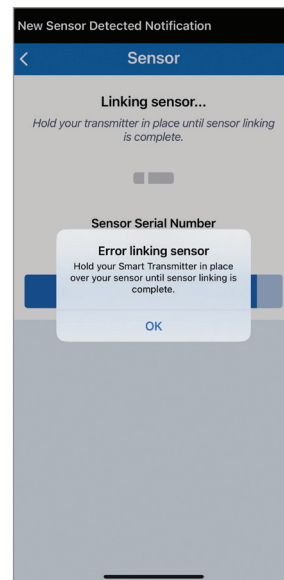 New Sensor Detected Notification
Sensor
Linking sensor...
Hold your transmitter in place until sensor linking
is complete.
Sensor Serial Number
Error linking sensor
Hold your Smart Transmitter in place
over your sensor until sensor linking is
complete.
OK